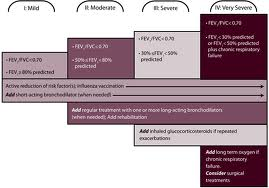 I: Mild
II: Moderate
III: Severe
IV: Very Severe
• FEV₁/FVC<0.70
• FEV₁≥80% predicted
• FEV₁/FVC<0.70
• 50%≤FEV₁<80%
predicted
• FEV₁/FVC<0.70
• 30%≤FEV₁<50%
predicted
• FEV₁/FVC<0.70
• FEV₁<30% predicted
or FEV₁<50% predicted
plus chronic respiratory
failure
Active reduction of risk factor(s); influenza vaccination
Add short-acting bronchodilator (when needed)
Add regular treatment with one or more long-acting bronchodilators
(when needed); Add rehabilitation
Add inhaled glucocorticosteroids if repeated
exacerbations
Add long term oxygen if
chronic respiratory
failure.
Consider surgical
treatments